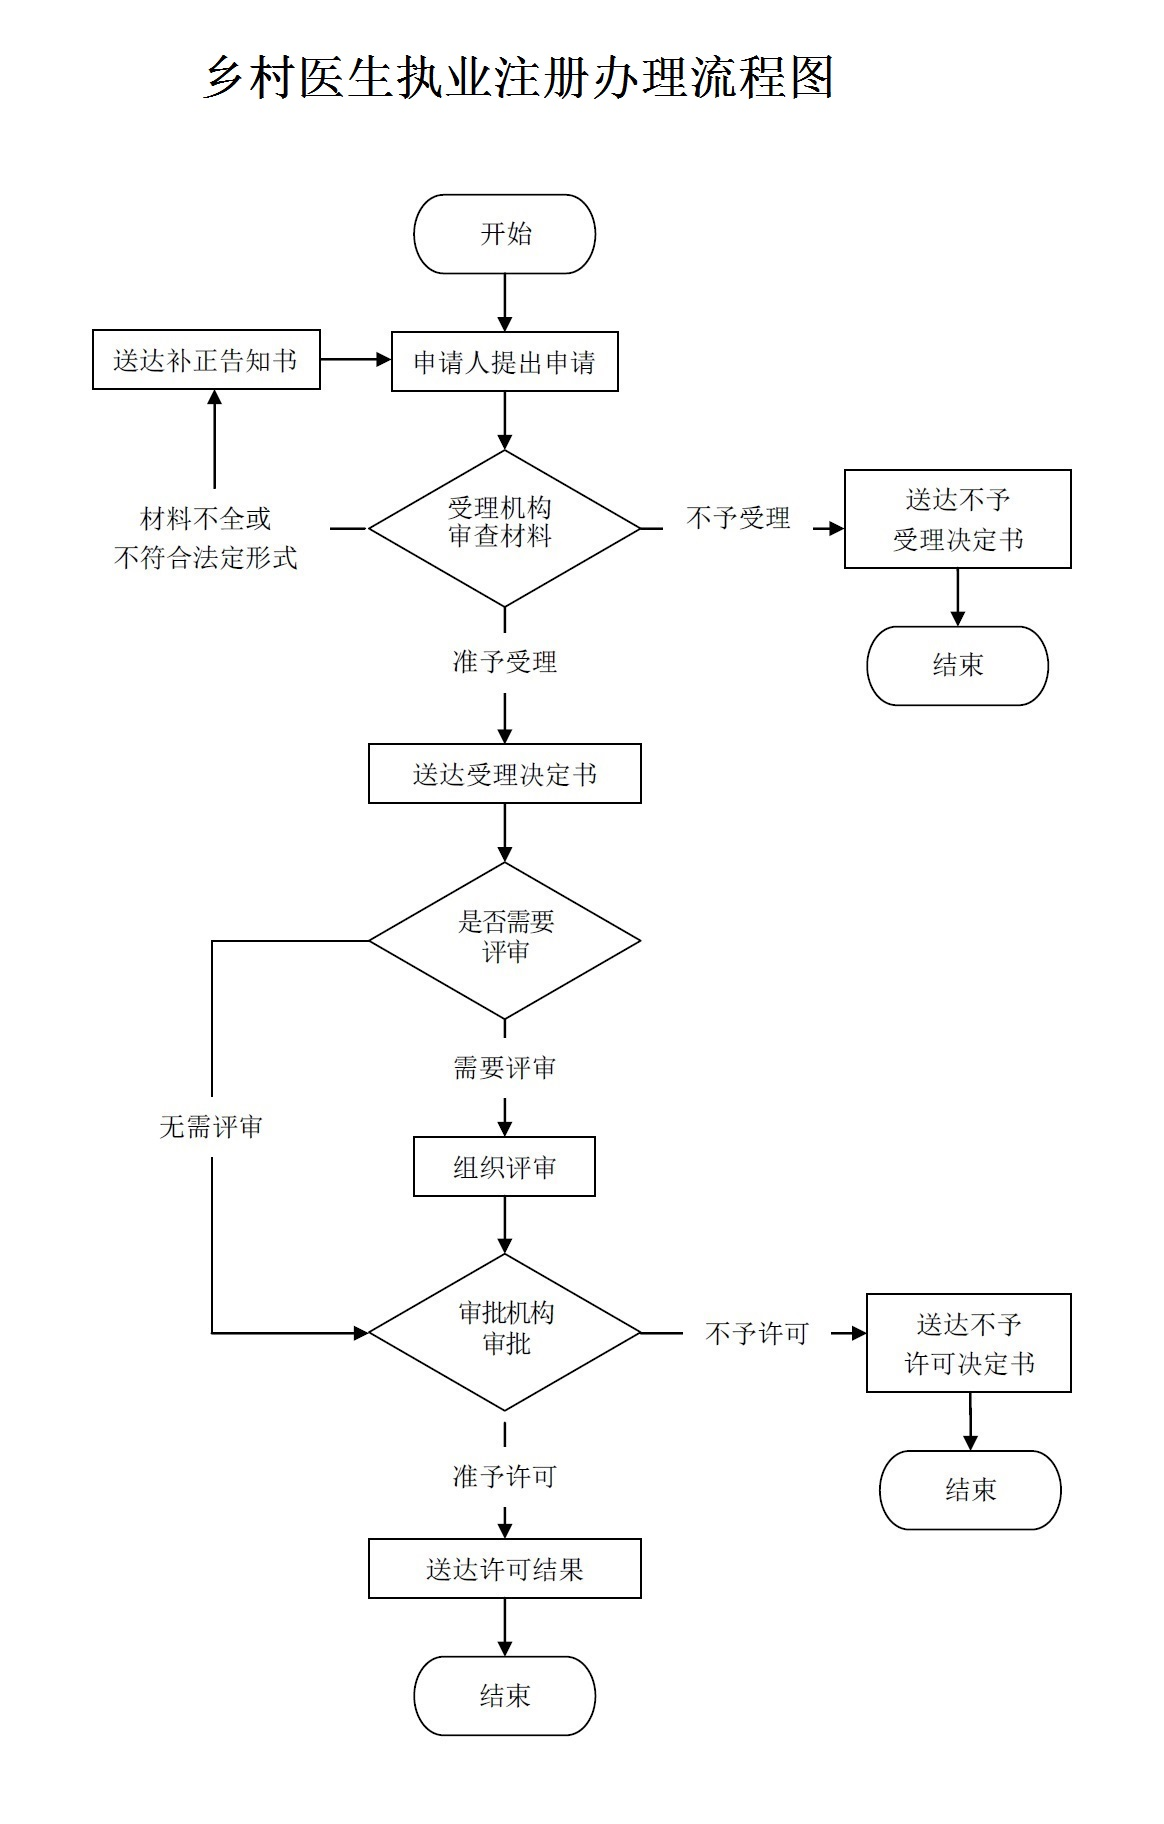 乡村医生执业注册办理流程图
开始
送达补正告知书
申请人提出申请
材料不全或
不符合法定形式
受理机构
审查材料
不予受理
送达不予
受理决定书
结束
准予受理
送达受理决定书
是否需要
评审
需要评审
无需评审
组织评审
审批机构
审批
不予许可
送达不予
许可决定书
结束
准予许可
送达许可结果
结束